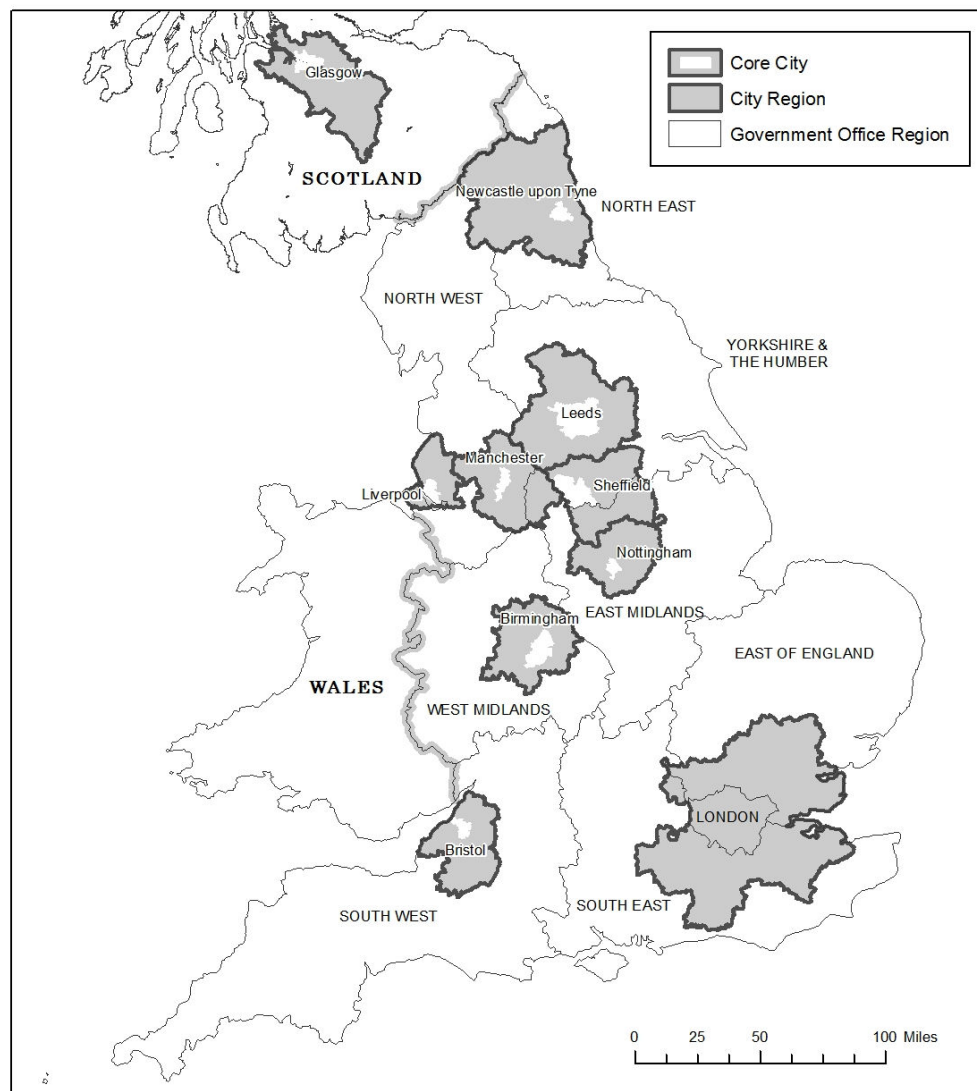 Core City
City Region
Government Office Region
Glasgow
SCOTLAND
Newcastle upon Tyne
NORTH EAST
NORTH WEST
YORKSHIRE &
THE HUMBER
Leeds
Manchester
Liverpool
Sheffield
Nottingham
EAST MIDLANDS
Birmingham
EAST OF ENGLAND
WALES
WEST MIDLANDS
LONDON
Bristol
SOUTH EAST
SOUTH WEST
0 25 50 100 Miles